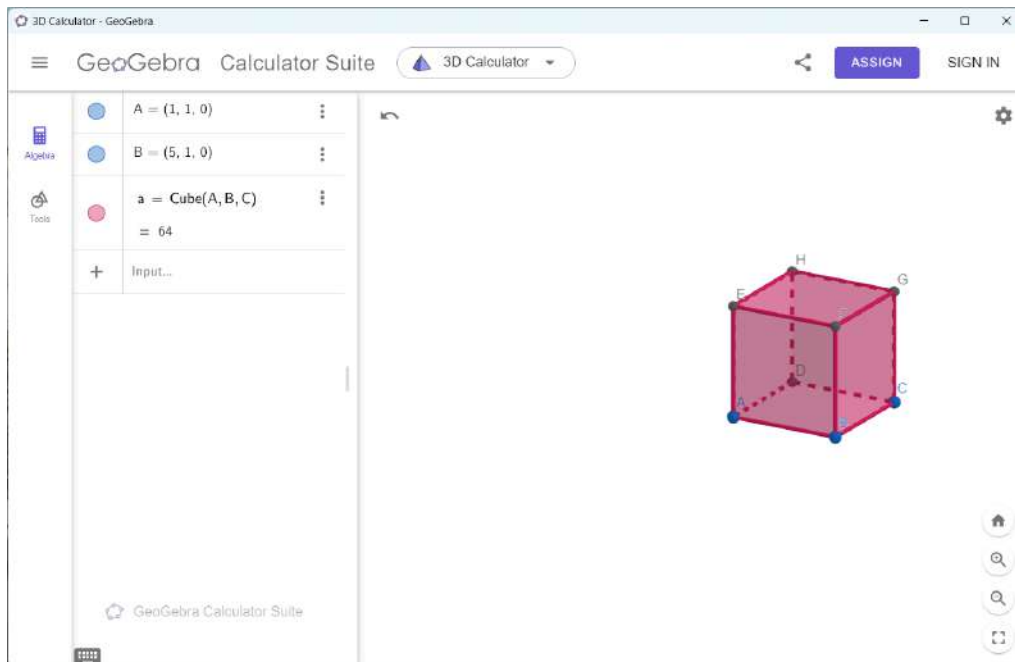 3D Calculator - GeoGebra
GeoGebra Calculator Suite
3D Calculator
ASSIGN
SIGN IN
Algebra
Tools
A = (1, 1, 0)
B = (5, 1, 0)
a = Cube(A, B, C)
= 64
+ Input...
GeoGebra Calculator Suite
H
G
E
F
D
C
A
B